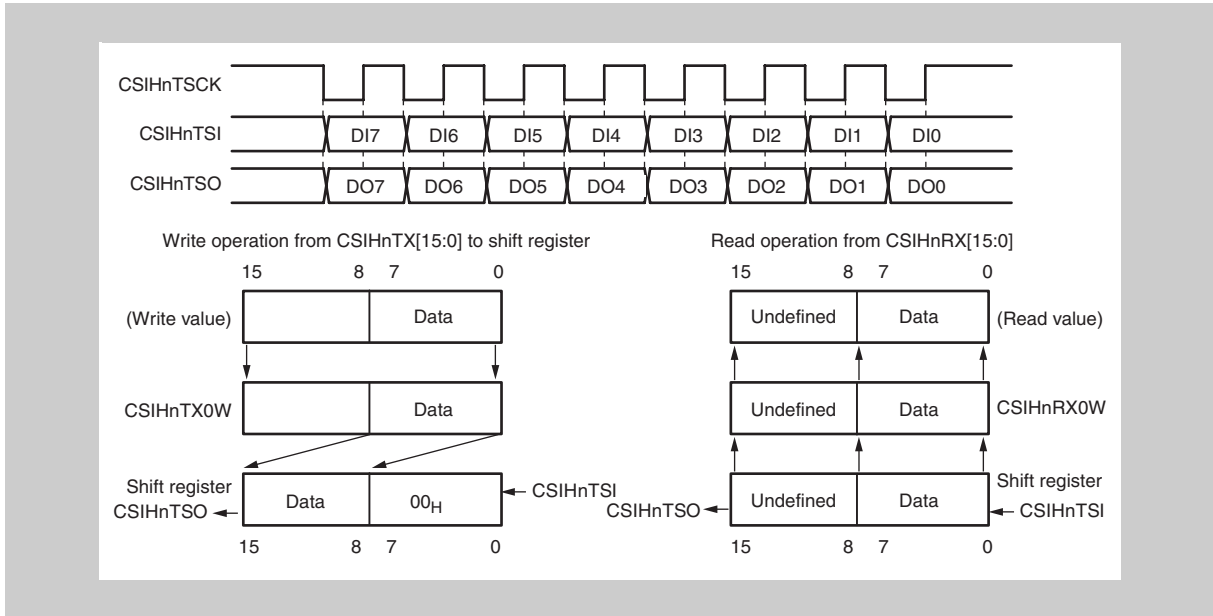 CSIHnTSCK
CSIHnTSI DI7 DI6 DI5 DI4 DI3 DI2 DI1 DI0
CSIHnTSO DO7 DO6 DO5 DO4 DO3 DO2 DO1 DO0
Write operation from CSIHnTX[15:0] to shift register
15 8 7 0
(Write value) Data
CSIHnTX0W Data
Shift register
CSIHnTSO Data 00H CSIHnTSI
15 8 7 0
Read operation from CSIHnRX[15:0]
15 8 7 0
Undefined Data (Read value)
Undefined Data CSIHnRX0W
Shift register
CSIHnTSO Undefined Data CSIHnTSI
15 8 7 0